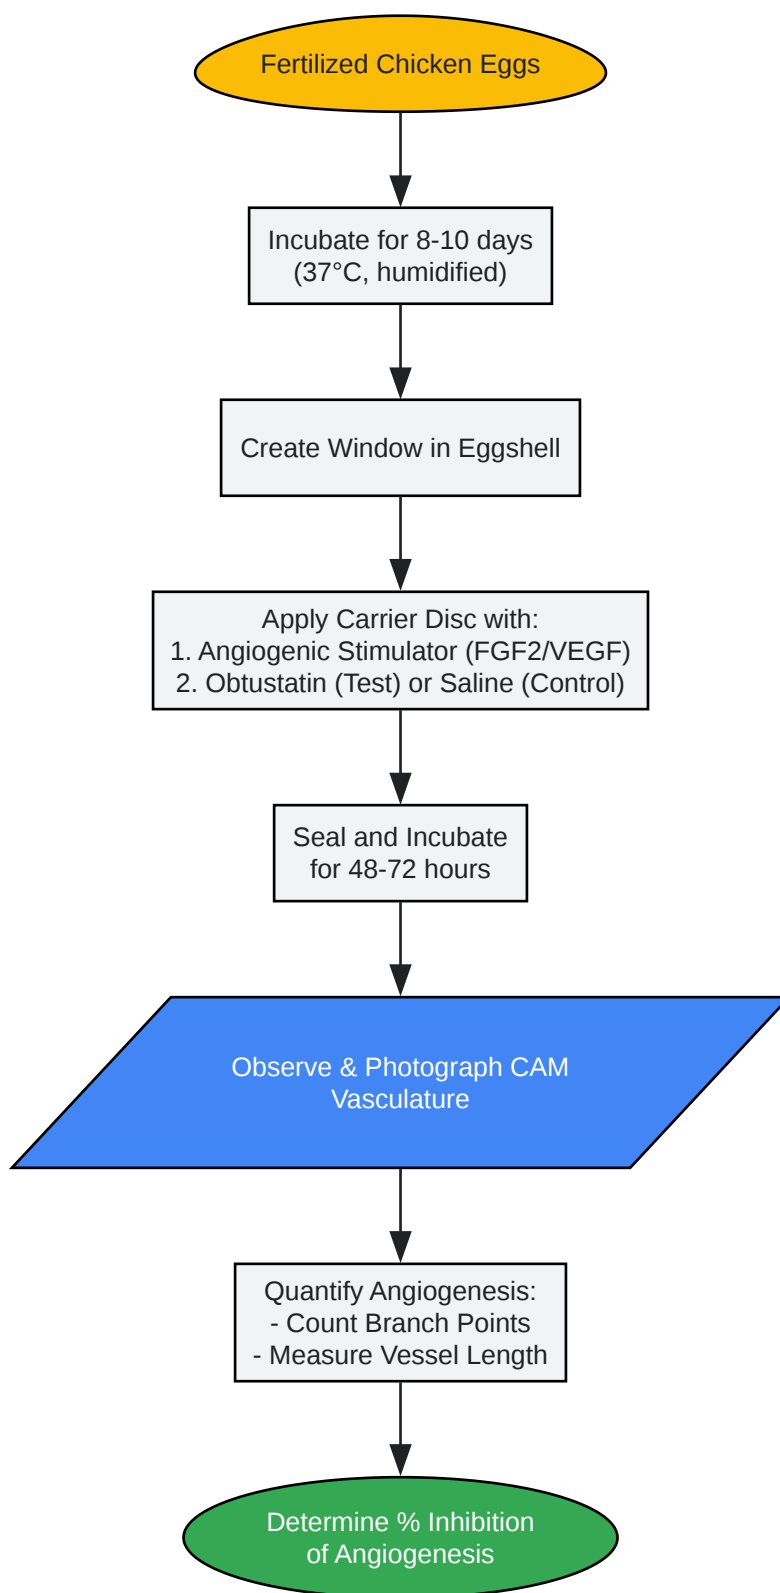 Fertilized Chicken Eggs
Incubate for 8-10 days
(37°C, humidified)
Create Window in Eggshell
Apply Carrier Disc with:
1. Angiogenic Stimulator (FGF2/VEGF)
2. Obtustatin (Test) or Saline (Control)
Seal and Incubate
for 48-72 hours
Observe & Photograph CAM
Vasculature
Quantify Angiogenesis:
- Count Branch Points
- Measure Vessel Length
Determine % Inhibition
of Angiogenesis